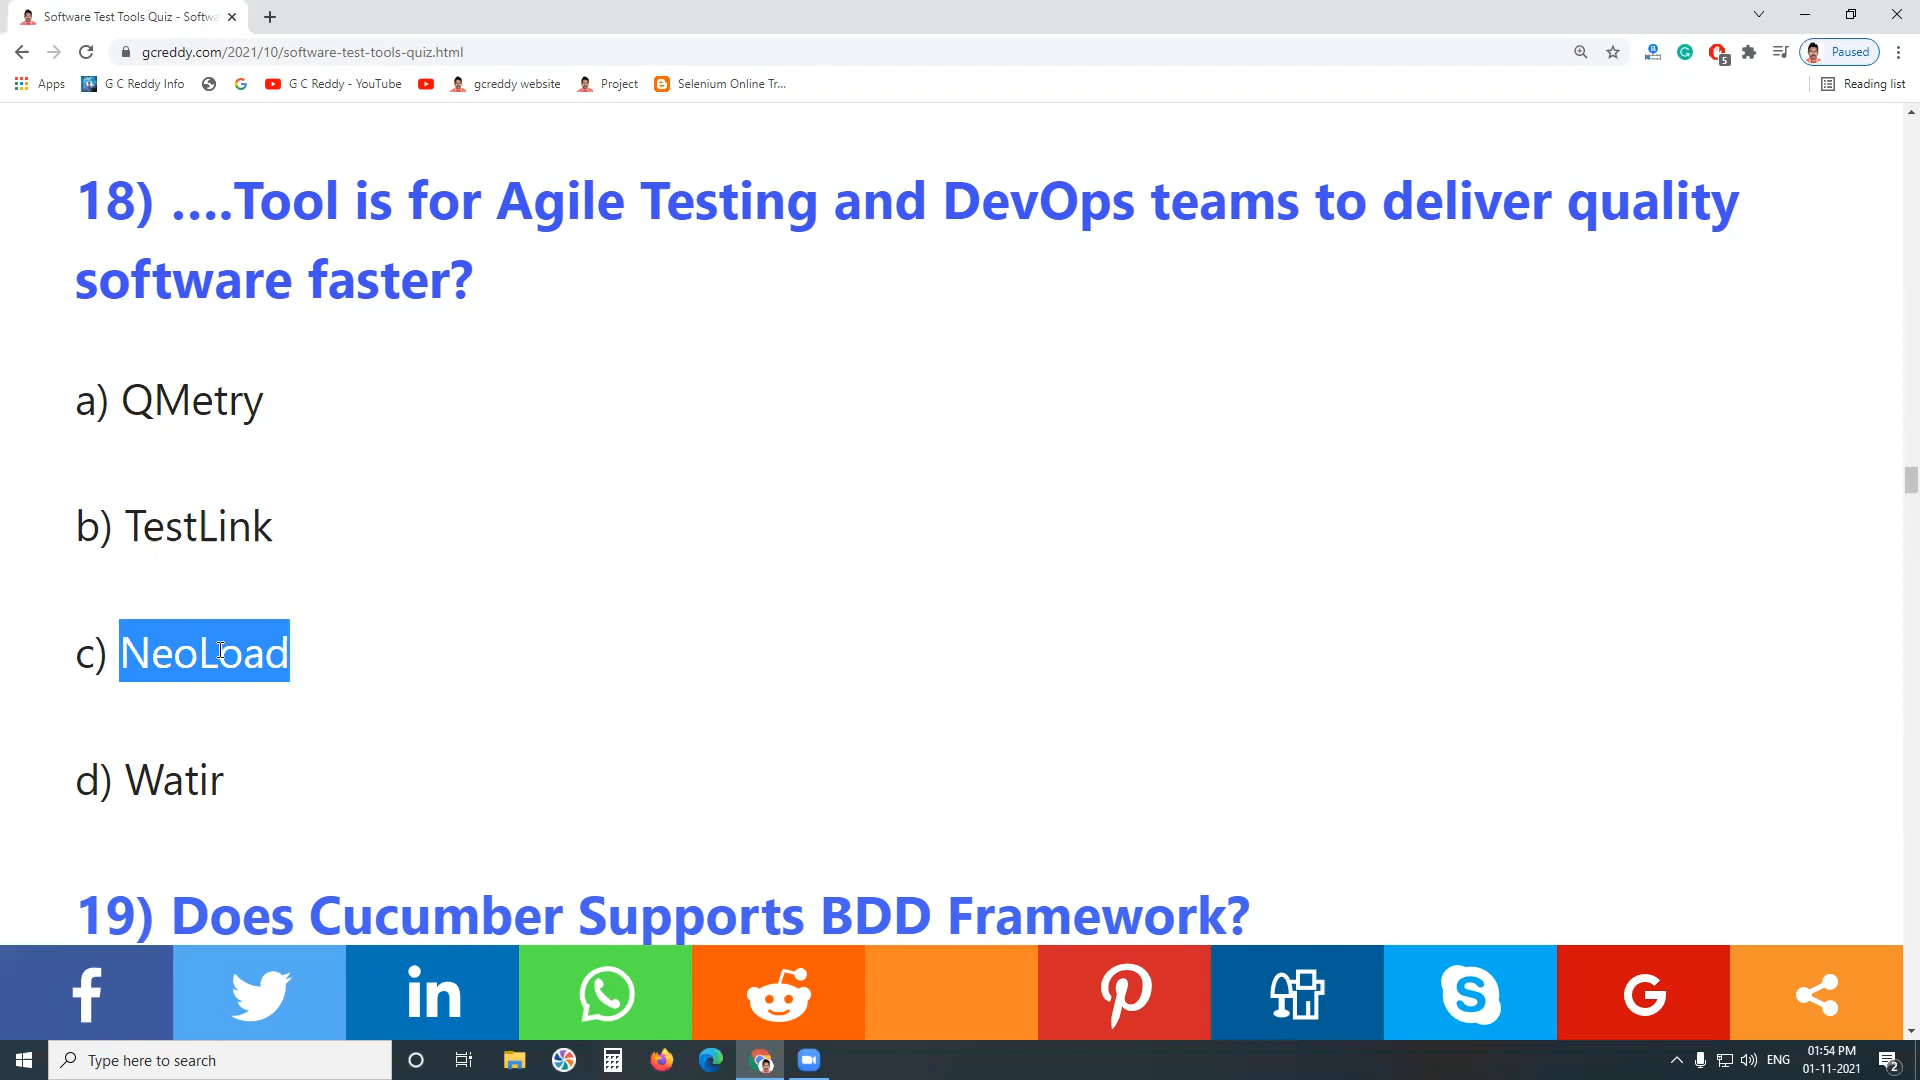 Software Test Tools Quiz - Softwa
gcreddy.com/2021/10/software-test-tools-quiz.html
5
Paused
Apps
G C Reddy Info
G C Reddy - YouTube
gcreddy website
Project
Selenium Online Tr...
Reading list
18) ....Tool is for Agile Testing and DevOps teams to deliver quality
software faster?
a) QMetry
b) TestLink
c) NeoLoad
d) Watir
19) Does Cucumber Supports BDD Framework?
Type here to search
ENG
01:54 PM
01-11-2021
2